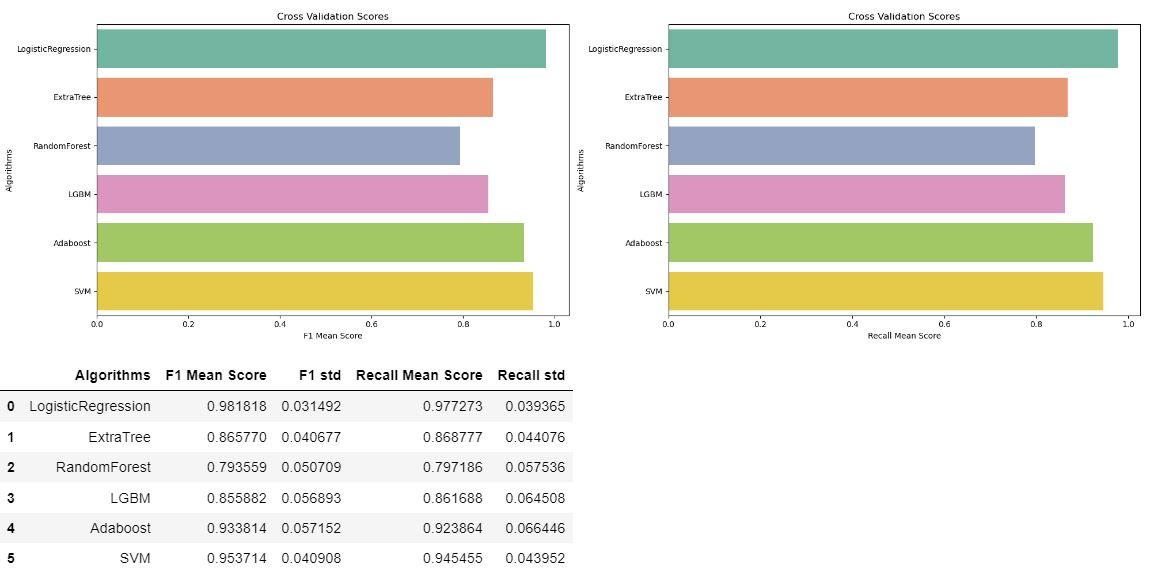 Cross Validation Scores
LogisticRegression
ExtraTree
RandomForest
LGBM
Adaboost
SVM
Algorithms
0.0 0.2 0.4 0.6 0.8 1.0
F1 Mean Score
Cross Validation Scores
LogisticRegression
ExtraTree
RandomForest
LGBM
Adaboost
SVM
Algorithms
0.0 0.2 0.4 0.6 0.8 1.0
Recall Mean Score
Algorithms F1 Mean Score F1 std Recall Mean Score Recall std
0 LogisticRegression 0.981818 0.031492 0.977273 0.039365
1 ExtraTree 0.865770 0.040677 0.868777 0.044076
2 RandomForest 0.793559 0.050709 0.797186 0.057536
3 LGBM 0.855882 0.056893 0.861688 0.064508
4 Adaboost 0.933814 0.057152 0.923864 0.066446
5 SVM 0.953714 0.040908 0.945455 0.043952